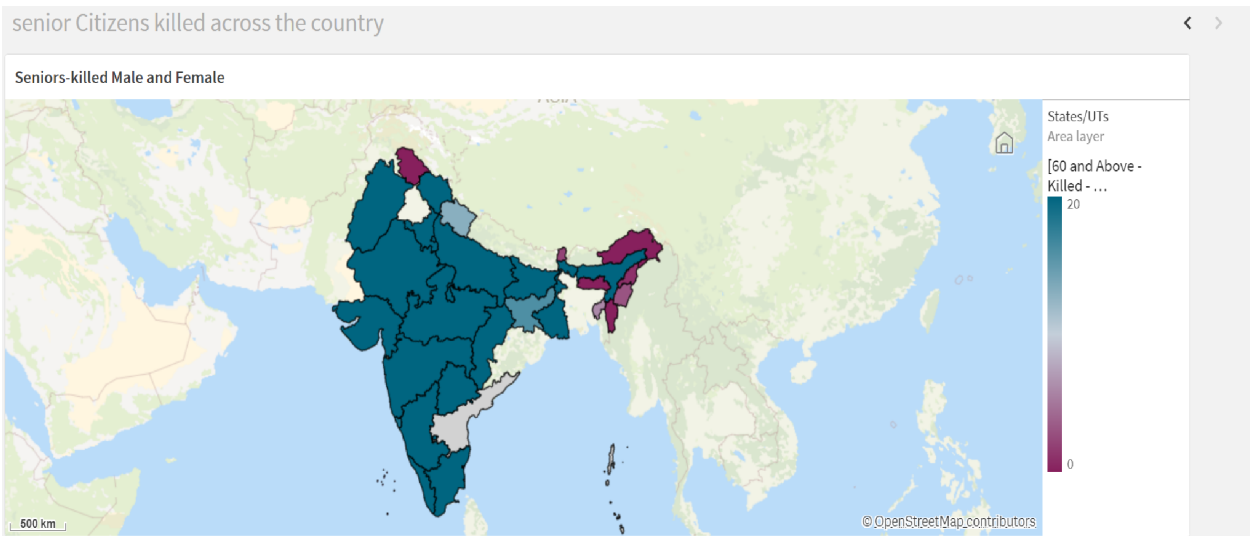 senior Citizens killed across the country
Seniors-killed Male and Female
ASIA
States/UTs
Area layer
[60 and Above -
Killed - ...
20
0
500 km
© OpenStreetMap contributors